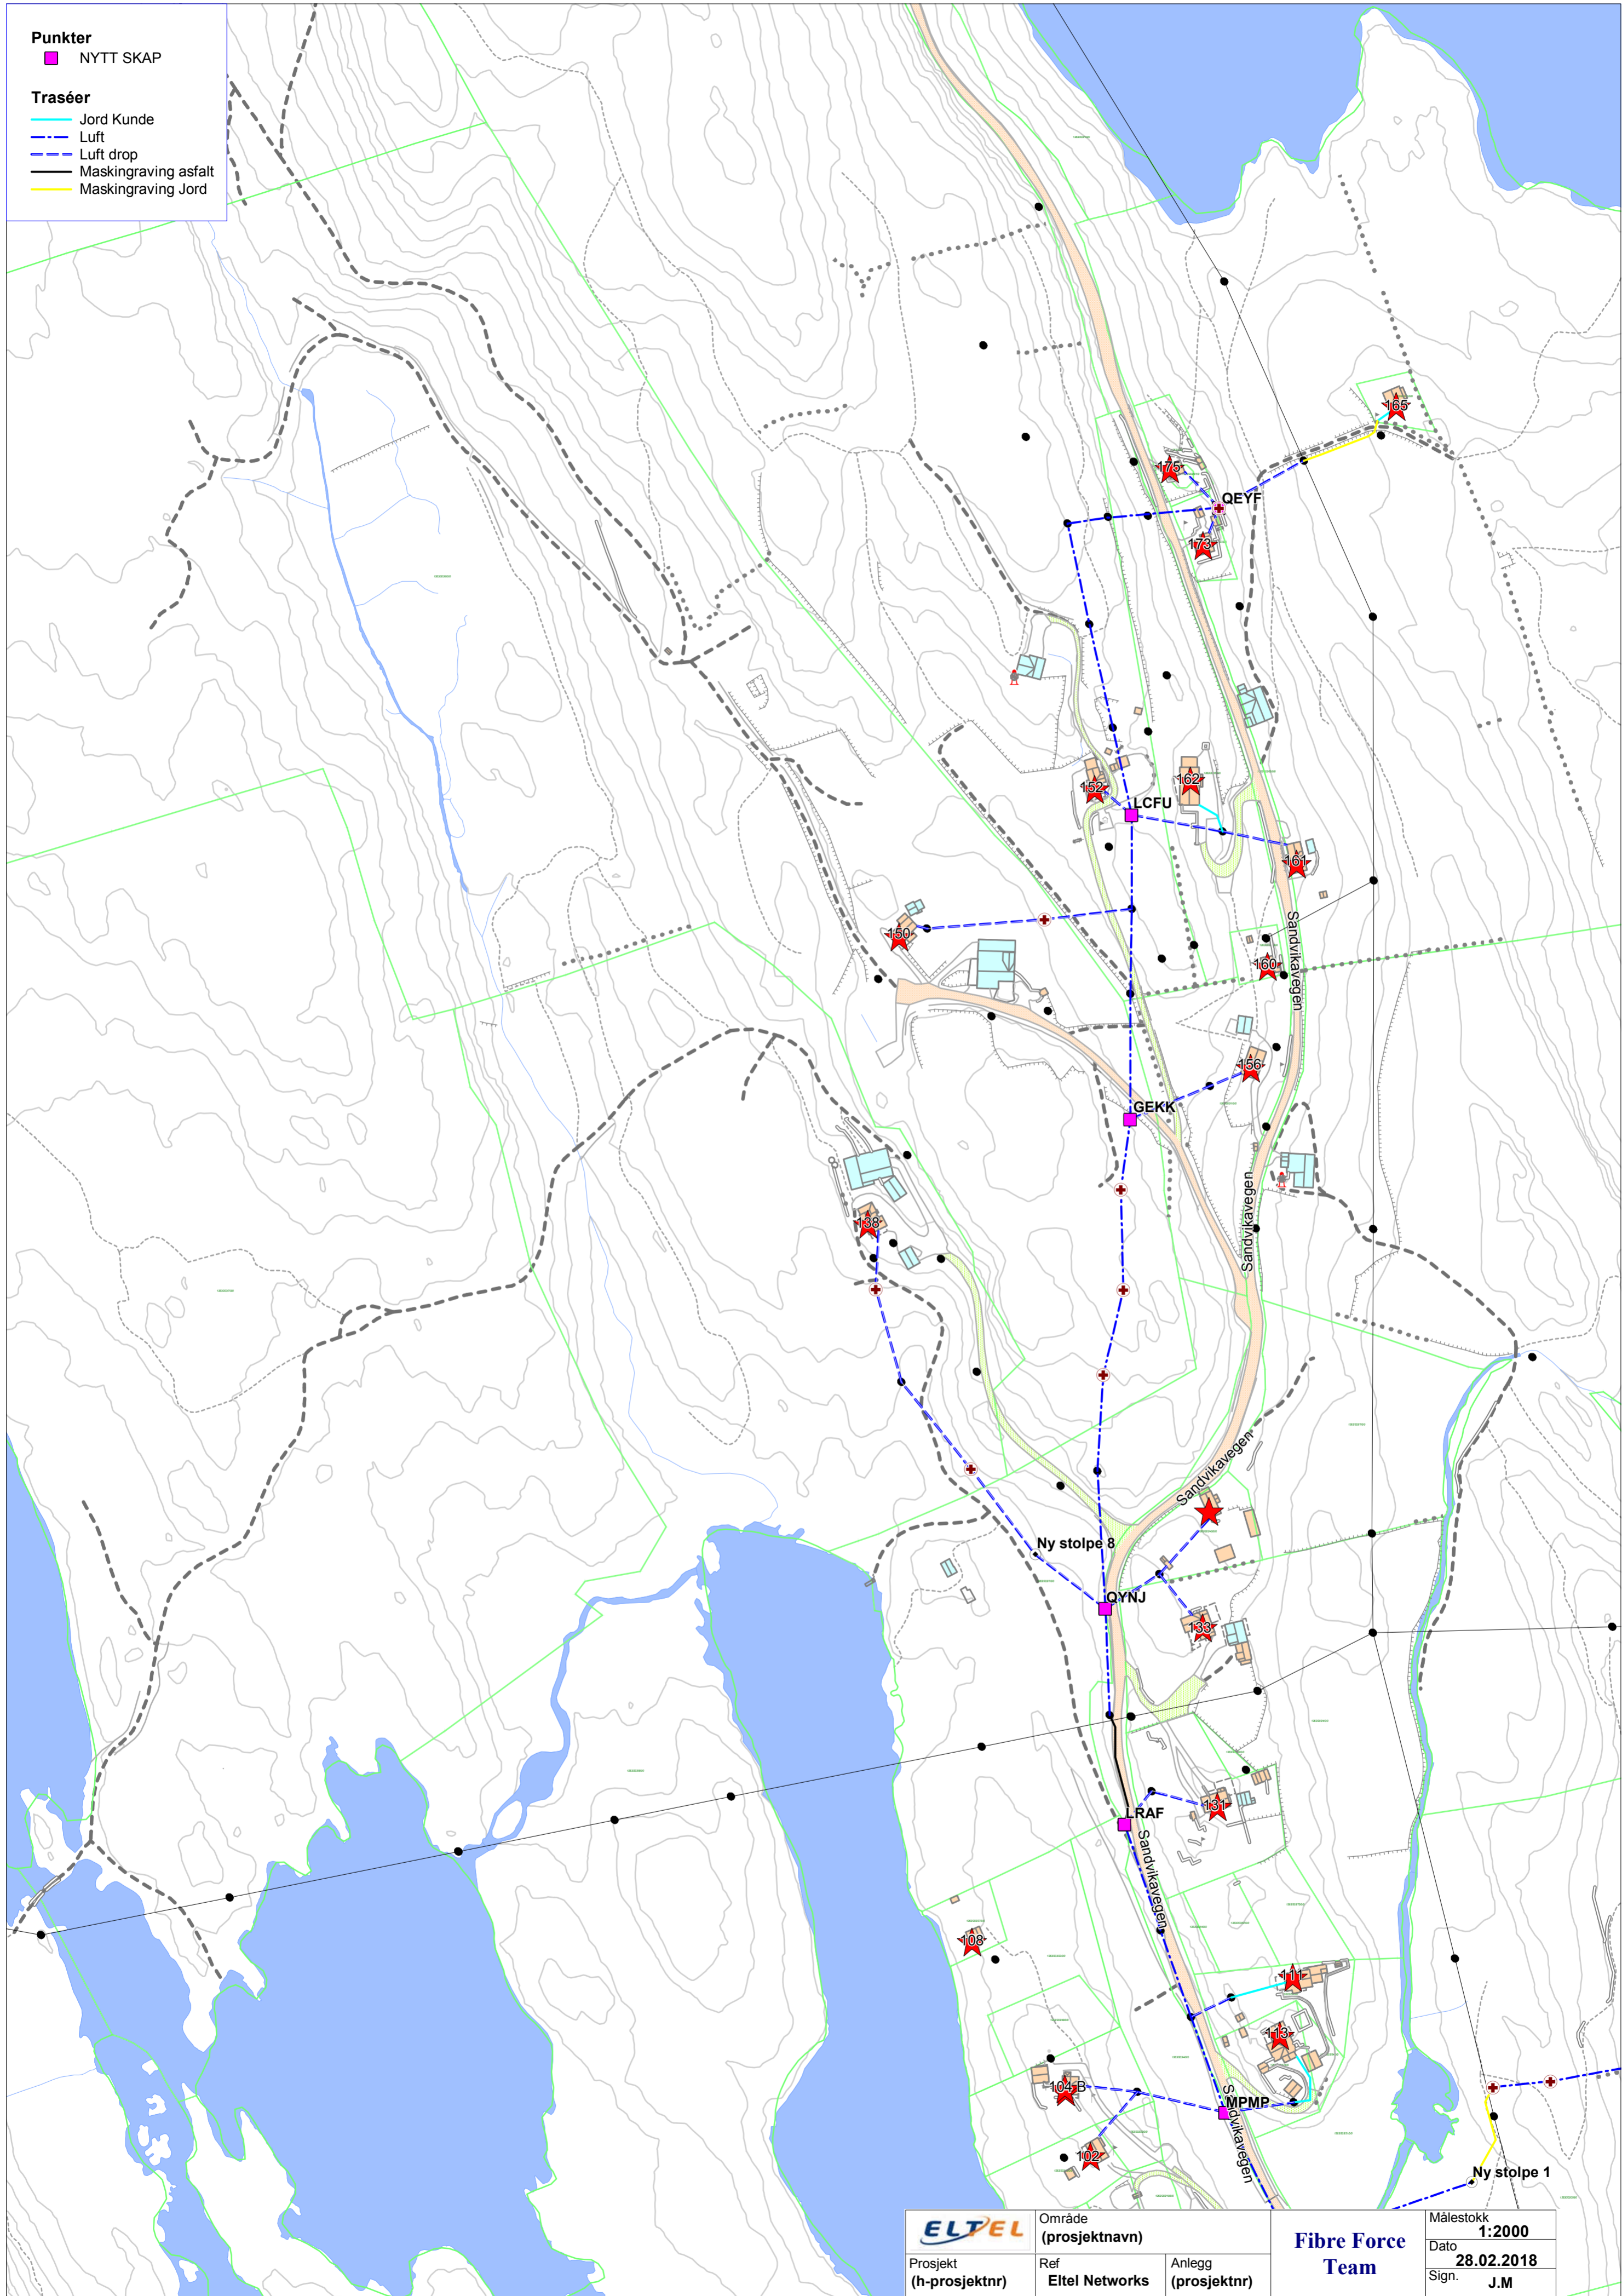 Punkter
NYTT SKAP
Traséer
Jord Kunde
Luft
Luft drop
Maskingraving asfalt
Maskingraving Jord
165
175
QEYF
173
152
162
LCFU
161
150
Sandvikavegen
160
156
GEKK
Sandvikavegen
138
Sandvikavegen
Ny stolpe 8
QYNJ
133
131
LRAF
Sandvikavegen
108
111
113
104 B
MPMP
Sandvikavegen
102
Ny stolpe 1
ELTEL
Område
(prosjektnavn)
Prosjekt
(h-prosjektnr)
Ref
Eltel Networks
Anlegg
(prosjektnr)
Fibre Force
Team
Målestokk
1:2000
Dato
28.02.2018
Sign.
J.M